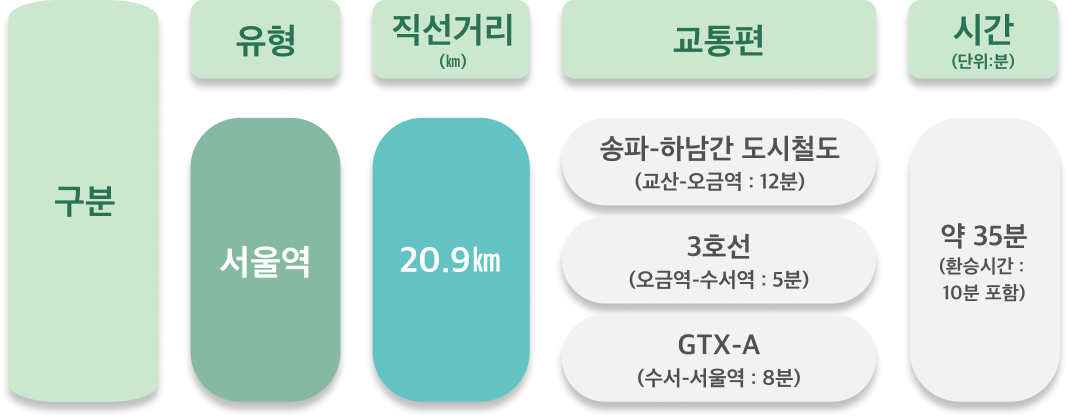 구분
유형
직선거리
(㎞)
교통편
시간
(단위:분)
서울역
20.9㎞
송파-하남간 도시철도
(교산-오금역 : 12분)
3호선
(오금역-수서역 : 5분)
GTX-A
(수서-서울역 : 8분)
약 35분
(환승시간 :
10분 포함)